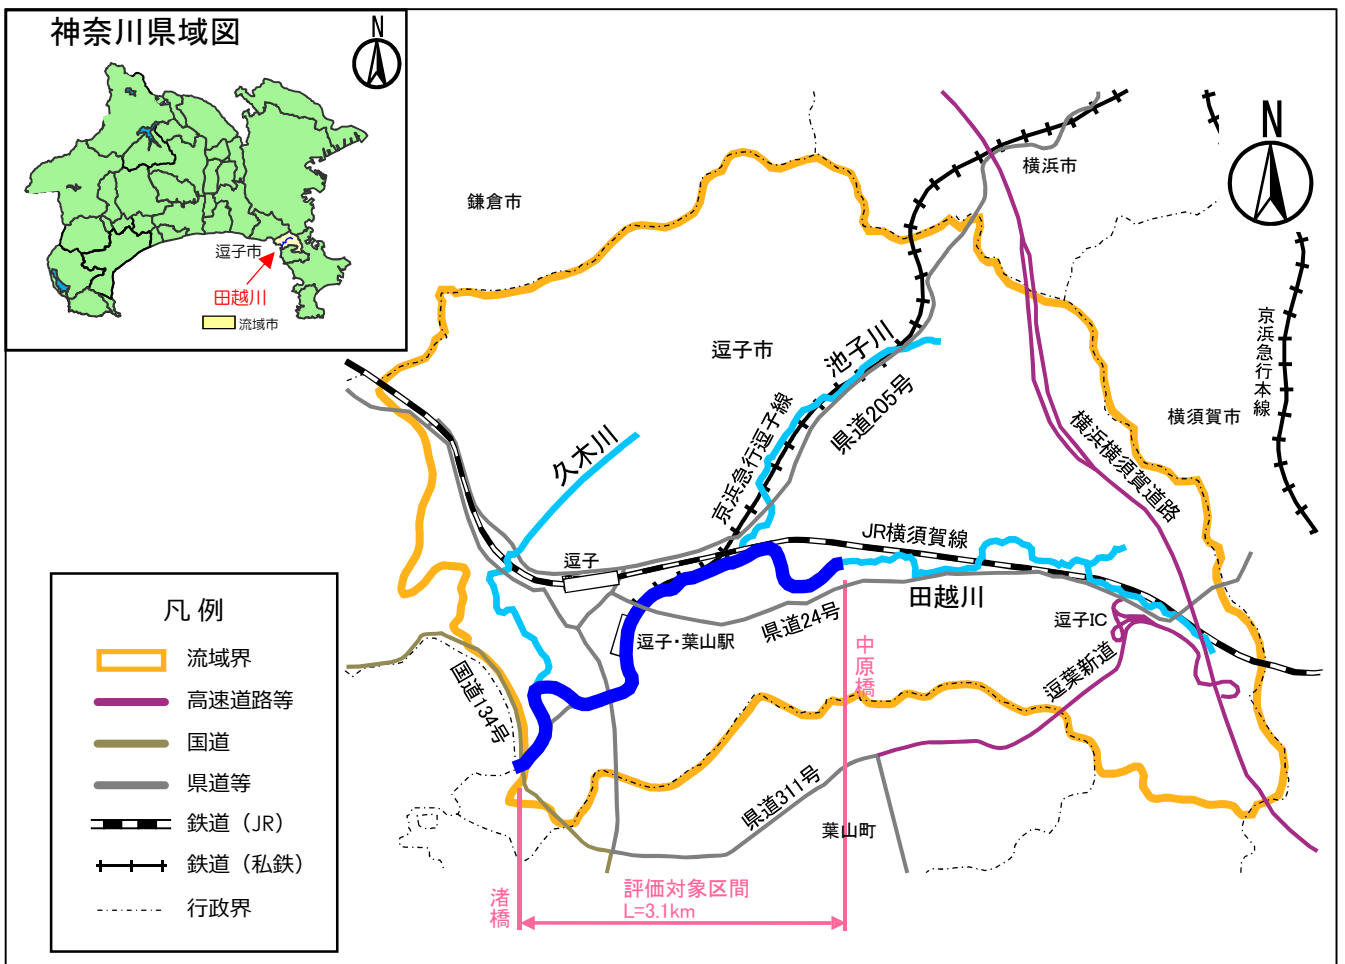 神奈川県域図
N
逗子市
田越川
流域市
N
横浜市
鎌倉市
逗子市
池子川
京浜急行本線
県道205号
京浜急行逗子線
横浜横須賀道路
横須賀市
久木川
JR横須賀線
逗子
田越川
逗子IC
県道24号
逗子・葉山駅
中原橋
逗葉新道
国道134号
県道311号
葉山町
渚橋
評価対象区間
L=3.1km
凡例
流域界
高速道路等
国道
県道等
鉄道（JR）
鉄道（私鉄）
行政界